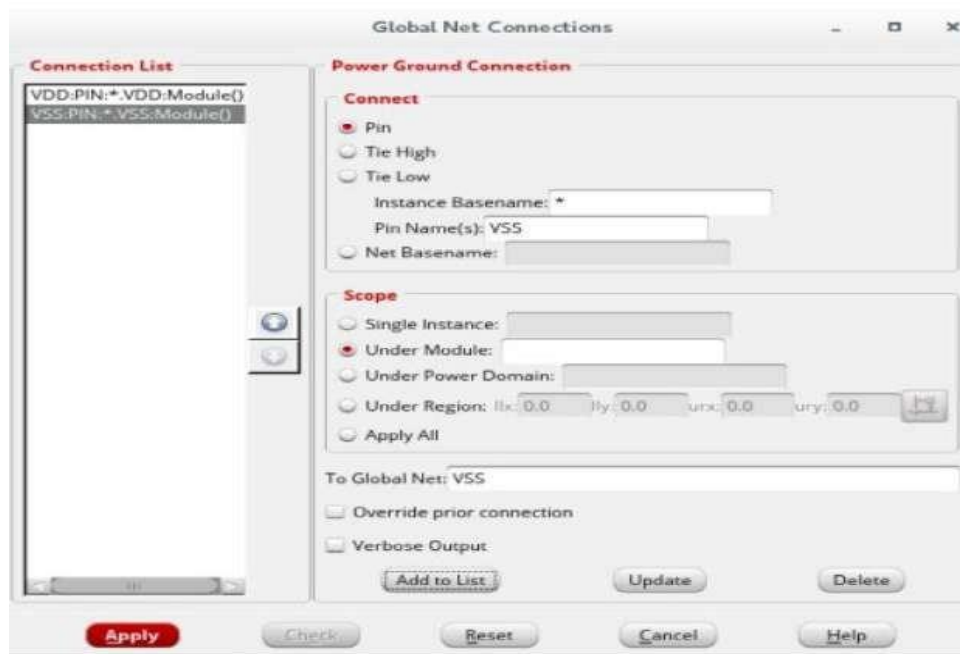 Global Net Connections
Connection List
VDD:PIN:*.VDD:Module()
VSS:PIN:*.VSS:Module()
Power Ground Connection
Connect
Pin
Tie High
Tie Low
Instance Basename: *
Pin Name(s): VSS
Net Basename:
Scope
Single Instance:
Under Module:
Under Power Domain:
Under Region: llx: 0.0 lly: 0.0 urx: 0.0 ury: 0.0
Apply All
To Global Net: VSS
Override prior connection
Verbose Output
Add to List Update Delete
Apply Check Reset Cancel Help